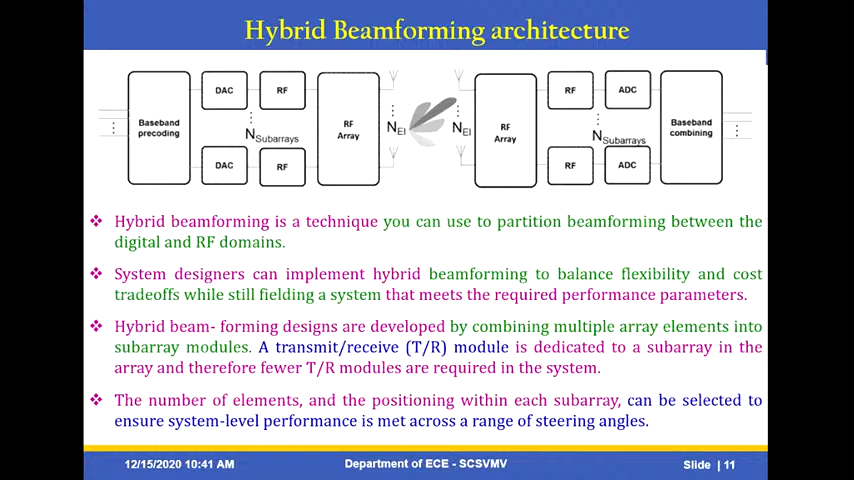 Hybrid Beamforming architecture
Baseband precoding
DAC
RF
DAC
RF
NSubarrays
RF Array
NEl
NEl
RF Array
RF
ADC
RF
ADC
NSubarrays
Baseband combining
❖ Hybrid beamforming is a technique you can use to partition beamforming between the
digital and RF domains.
❖ System designers can implement hybrid beamforming to balance flexibility and cost
tradeoffs while still fielding a system that meets the required performance parameters.
❖ Hybrid beam- forming designs are developed by combining multiple array elements into
subarray modules. A transmit/receive (T/R) module is dedicated to a subarray in the
array and therefore fewer T/R modules are required in the system.
❖ The number of elements, and the positioning within each subarray, can be selected to
ensure system-level performance is met across a range of steering angles.
12/15/2020 10:41 AM
Department of ECE - SCSVMV
Slide | 11